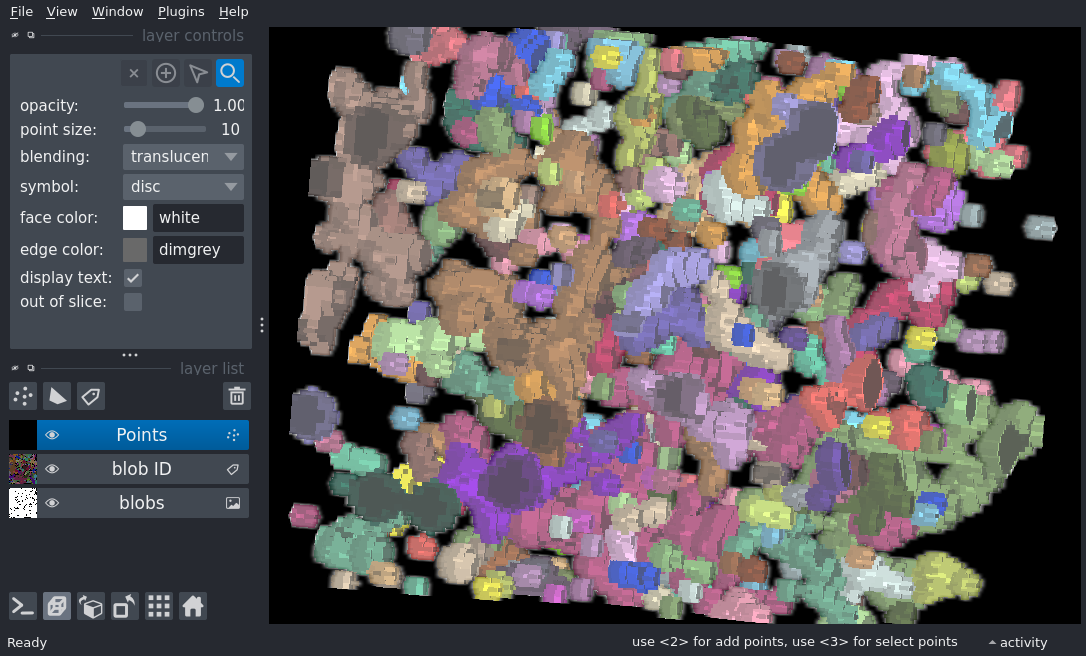 File View Window Plugins Help
layer controls
opacity: 1.00
point size: 10
blending: translucen
symbol: disc
face color: white
edge color: dimgrey
display text:
out of slice:
layer list
Points
blob ID
blobs
Ready use <2> for add points, use <3> for select points activity